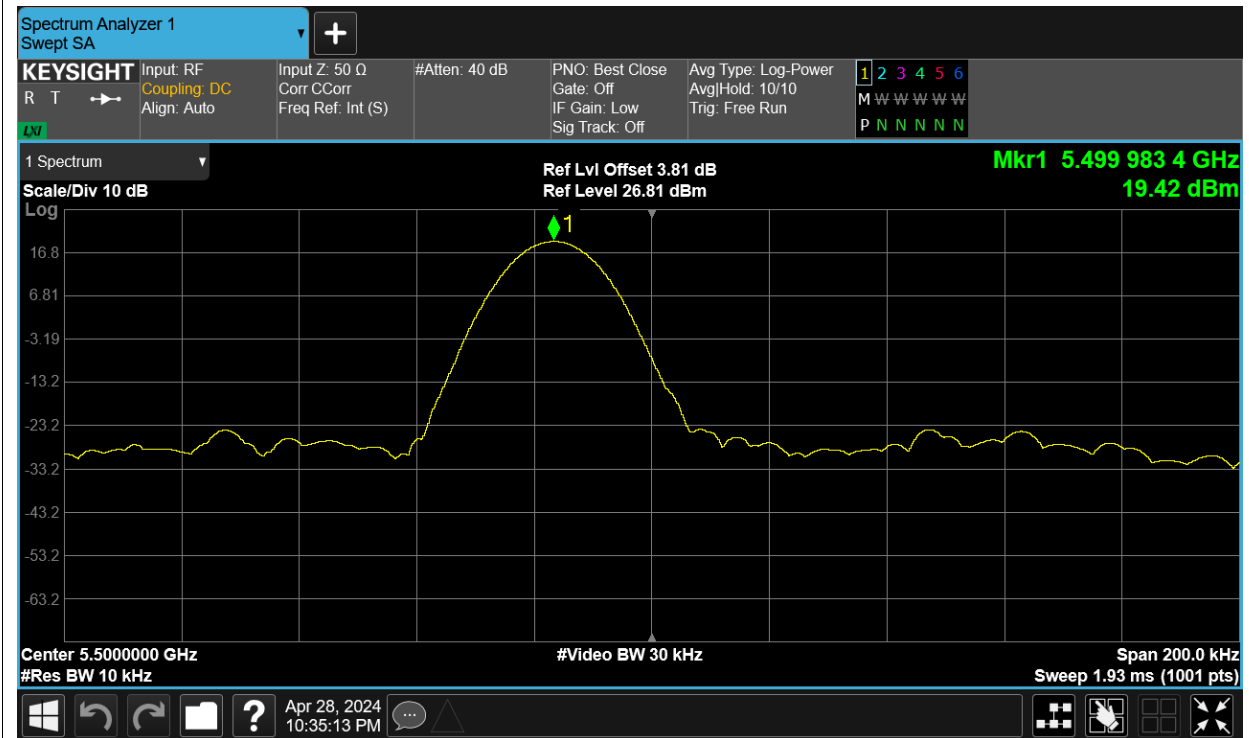 Spectrum Analyzer 1
Swept SA
KEYSIGHT
R T
LXI
Input: RF
Coupling: DC
Align: Auto
Input Z: 50 Ω
Corr CCorr
Freq Ref: Int (S)
#Atten: 40 dB
PNO: Best Close
Gate: Off
IF Gain: Low
Sig Track: Off
Avg Type: Log-Power
Avg|Hold: 10/10
Trig: Free Run
1 2 3 4 5 6
M W W W W W
P N N N N N
1 Spectrum
Scale/Div 10 dB
Log
Ref Lvl Offset 3.81 dB
Ref Level 26.81 dBm
Mkr1 5.499 983 4 GHz
19.42 dBm
1
16.8
6.81
-3.19
-13.2
-23.2
-33.2
-43.2
-53.2
-63.2
Center 5.5000000 GHz
#Res BW 10 kHz
#Video BW 30 kHz
Span 200.0 kHz
Sweep 1.93 ms (1001 pts)
?
Apr 28, 2024
10:35:13 PM